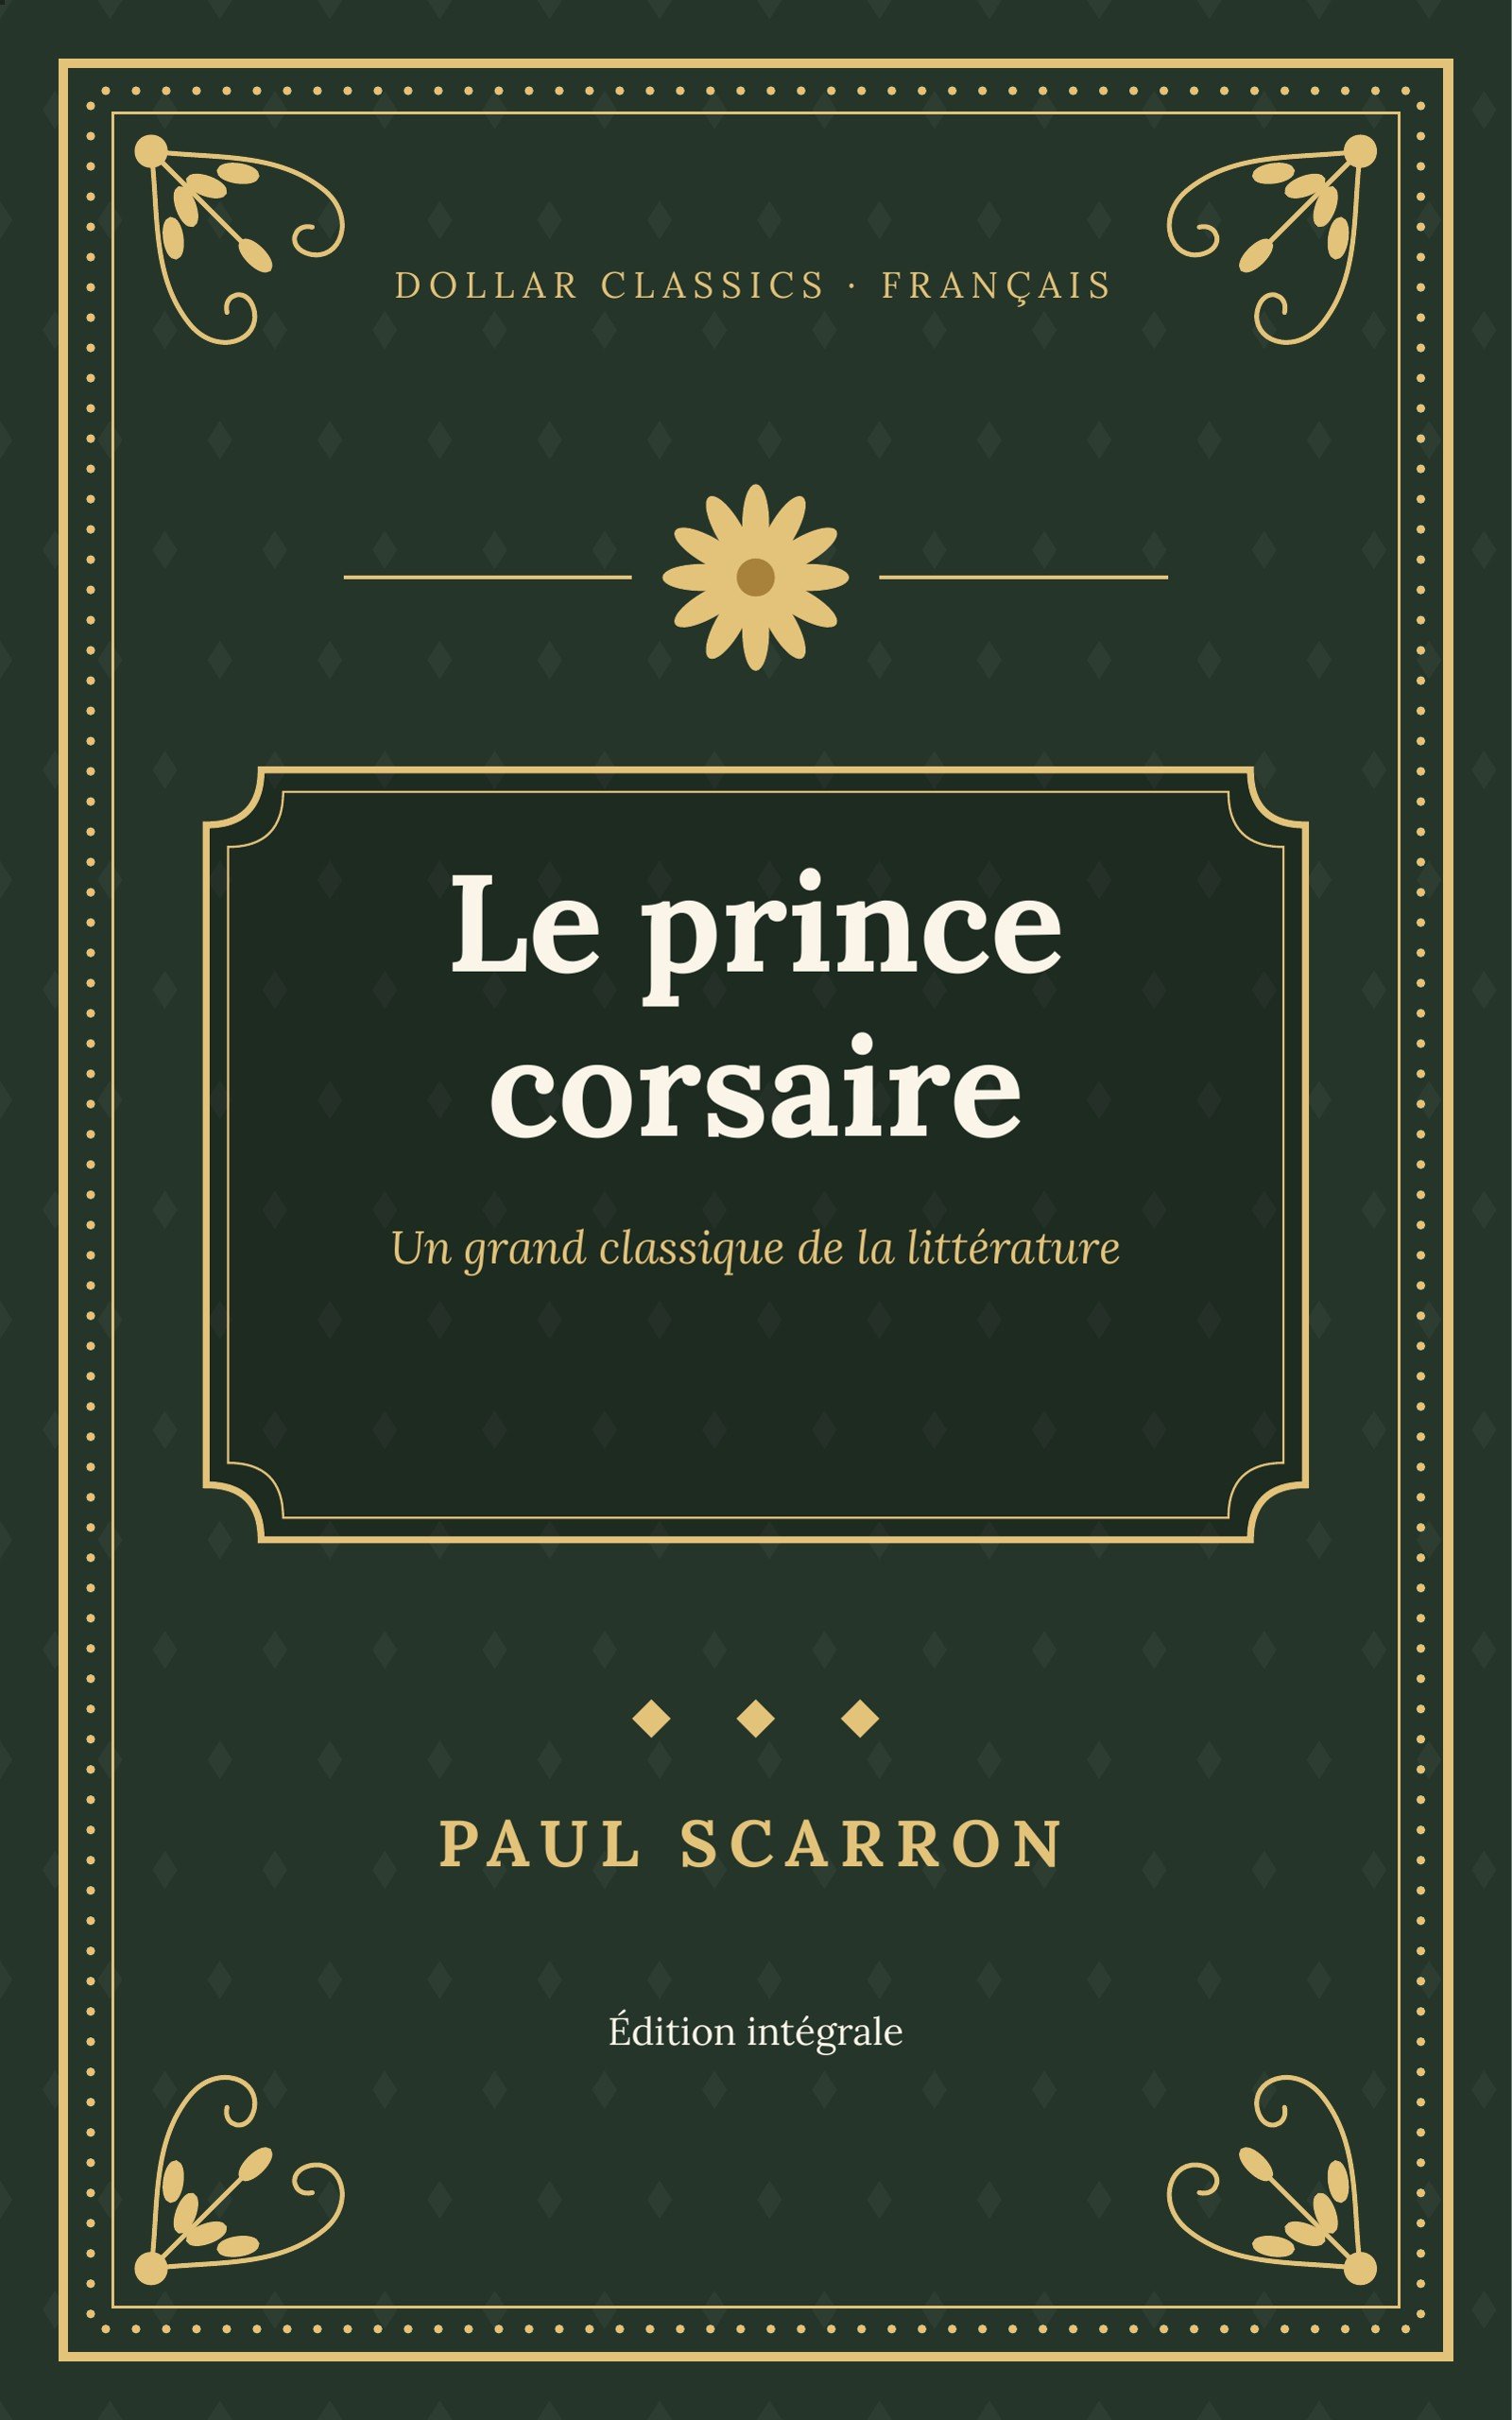 DOLLAR CLASSICS · FRANÇAIS
Le prince
corsaire
Un grand classique de la littérature
PAUL SCARRON
Édition intégrale